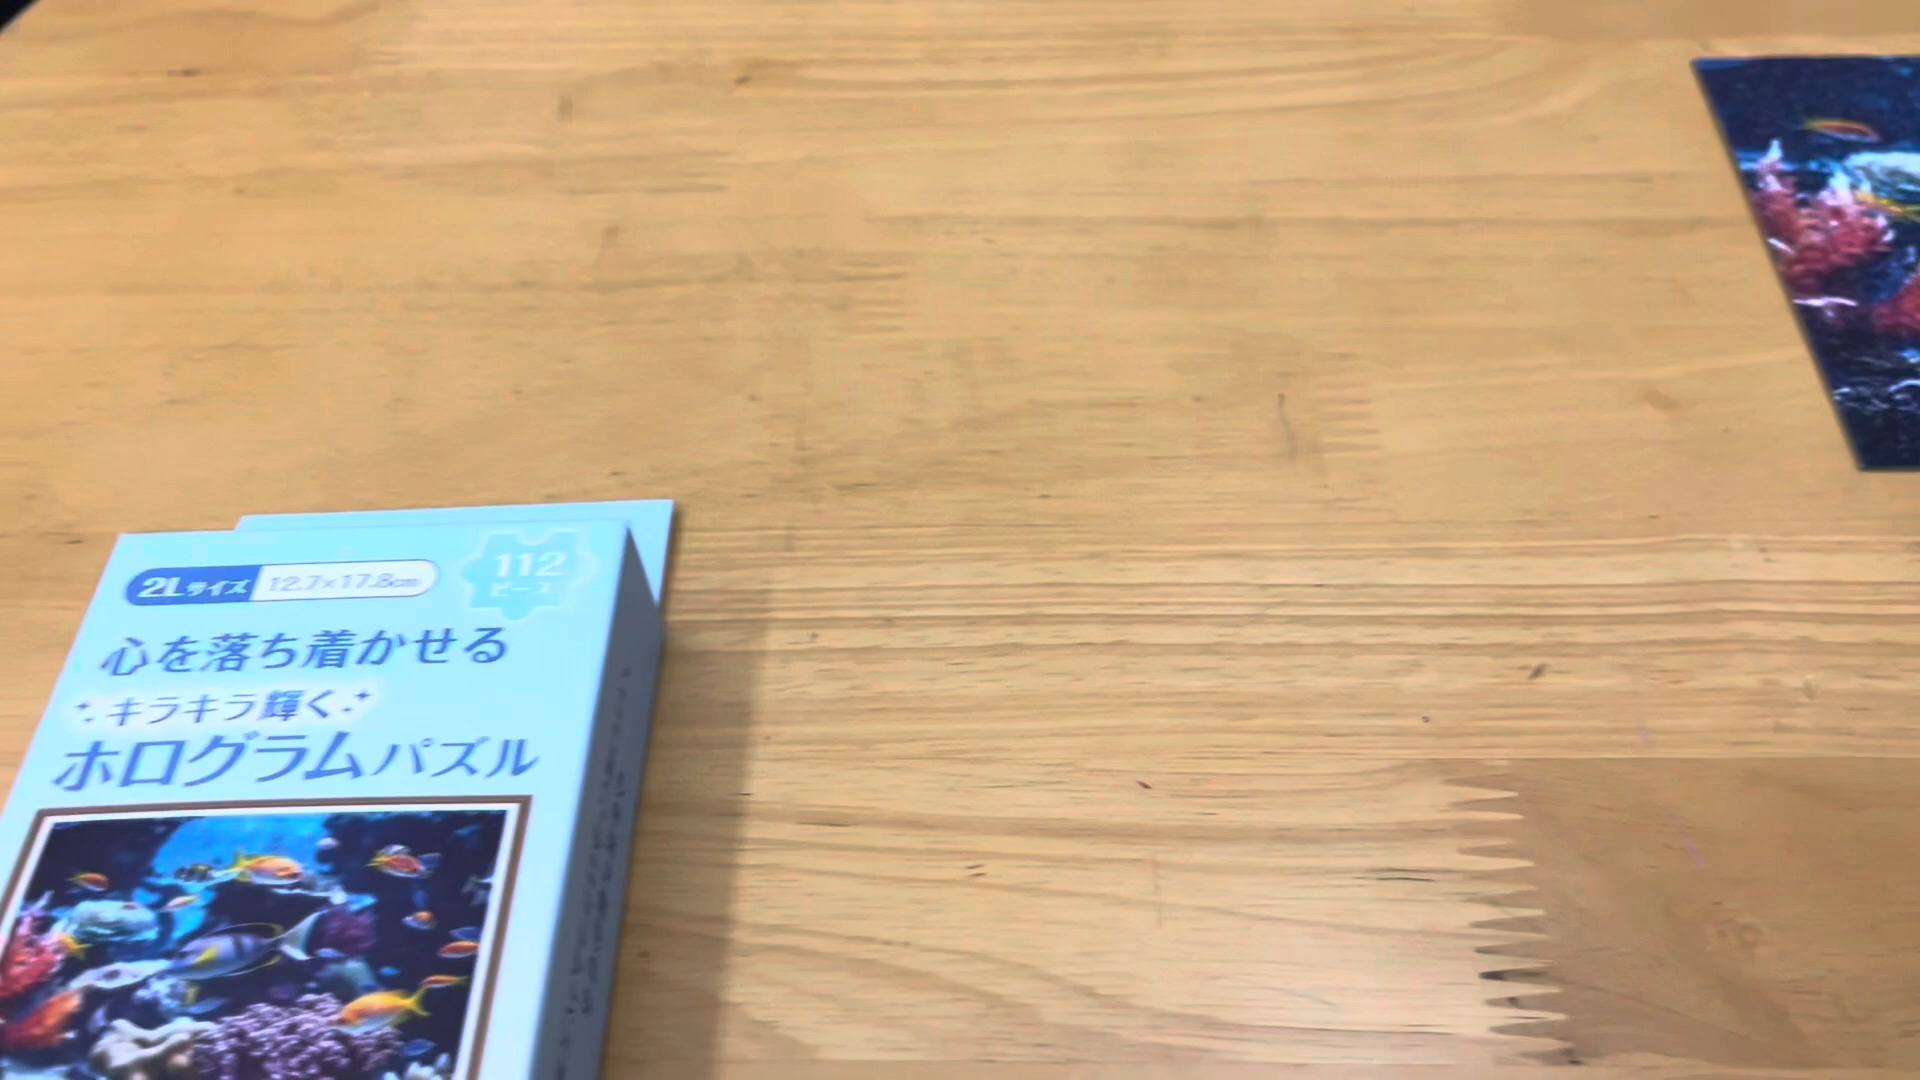 2Lサイズ 12.7×17.8cm
112
ピース
心を落ち着かせる
キラキラ輝く
ホログラムパズル